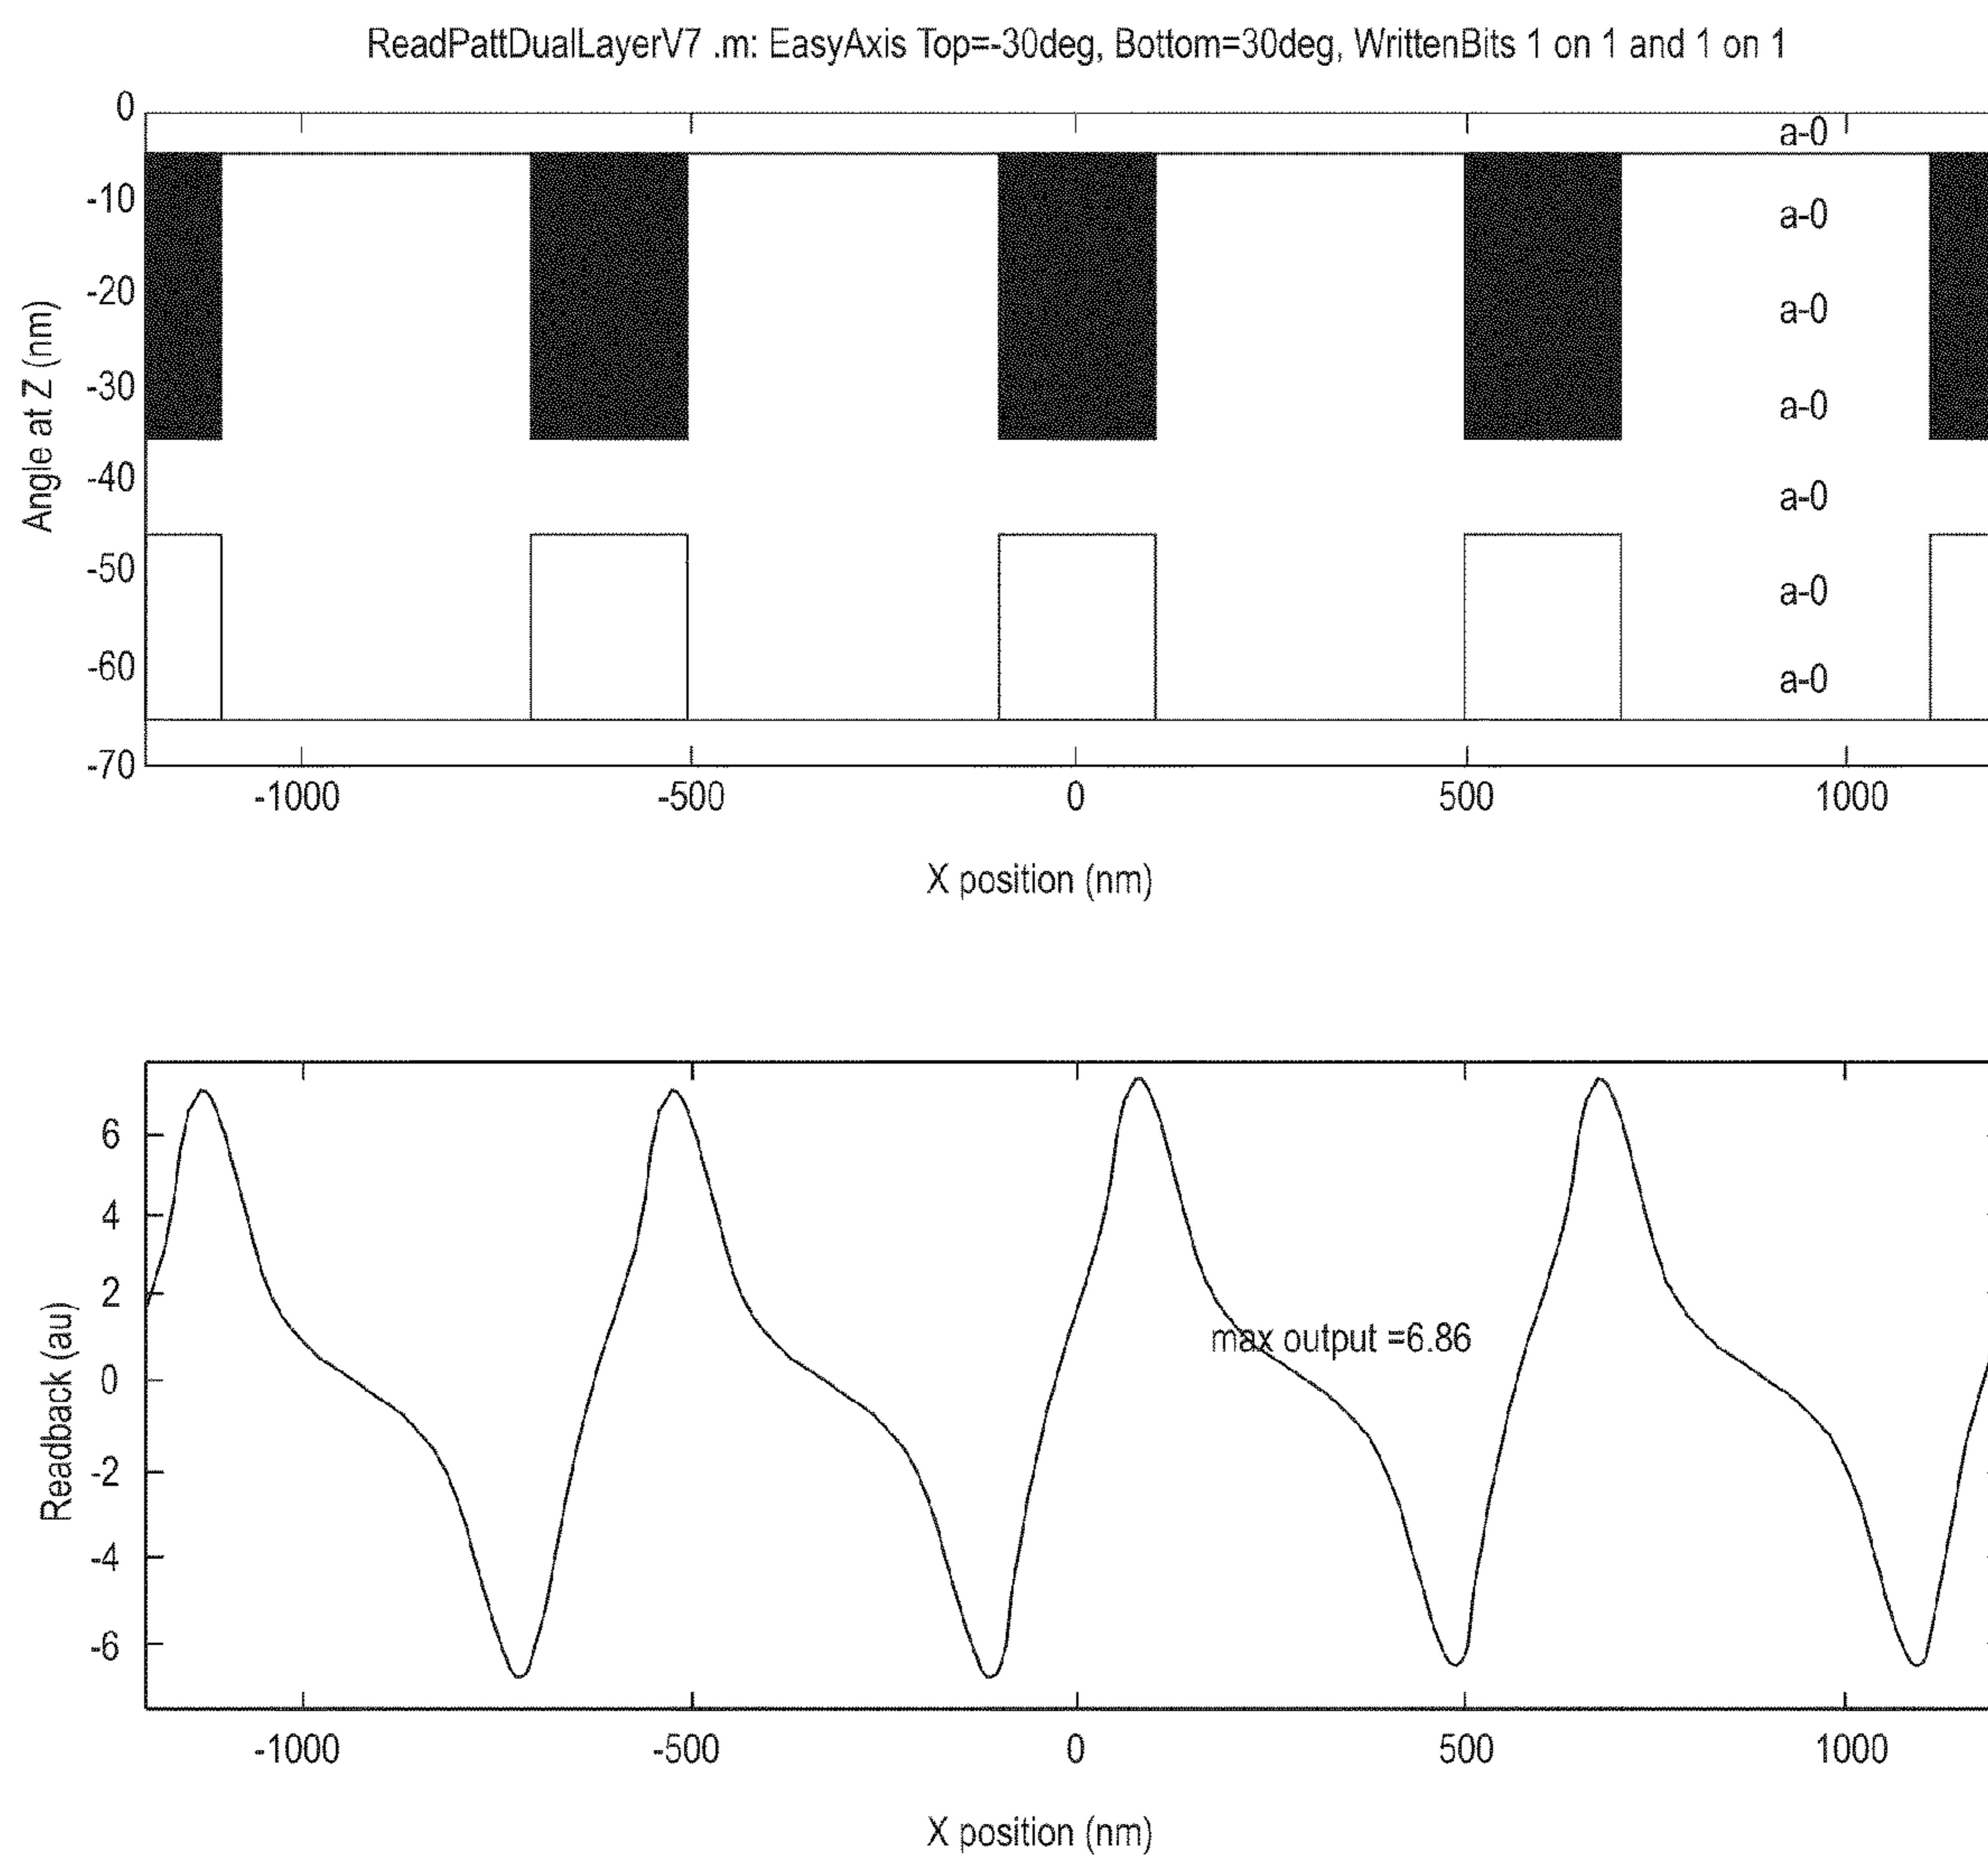 ReadPattDualLayerV7 .m: EasyAxis Top=-30deg, Bottom=30deg, WrittenBits 1 on 1 and 1 on 1
0
-10
-20
-30
-40
-50
-60
-70
Angle at Z (nm)
a-0
a-0
a-0
a-0
a-0
a-0
a-0
-1000 -500 0 500 1000
X position (nm)
6
4
2
0
-2
-4
-6
Readback (au)
max output =6.86
-1000 -500 0 500 1000
X position (nm)